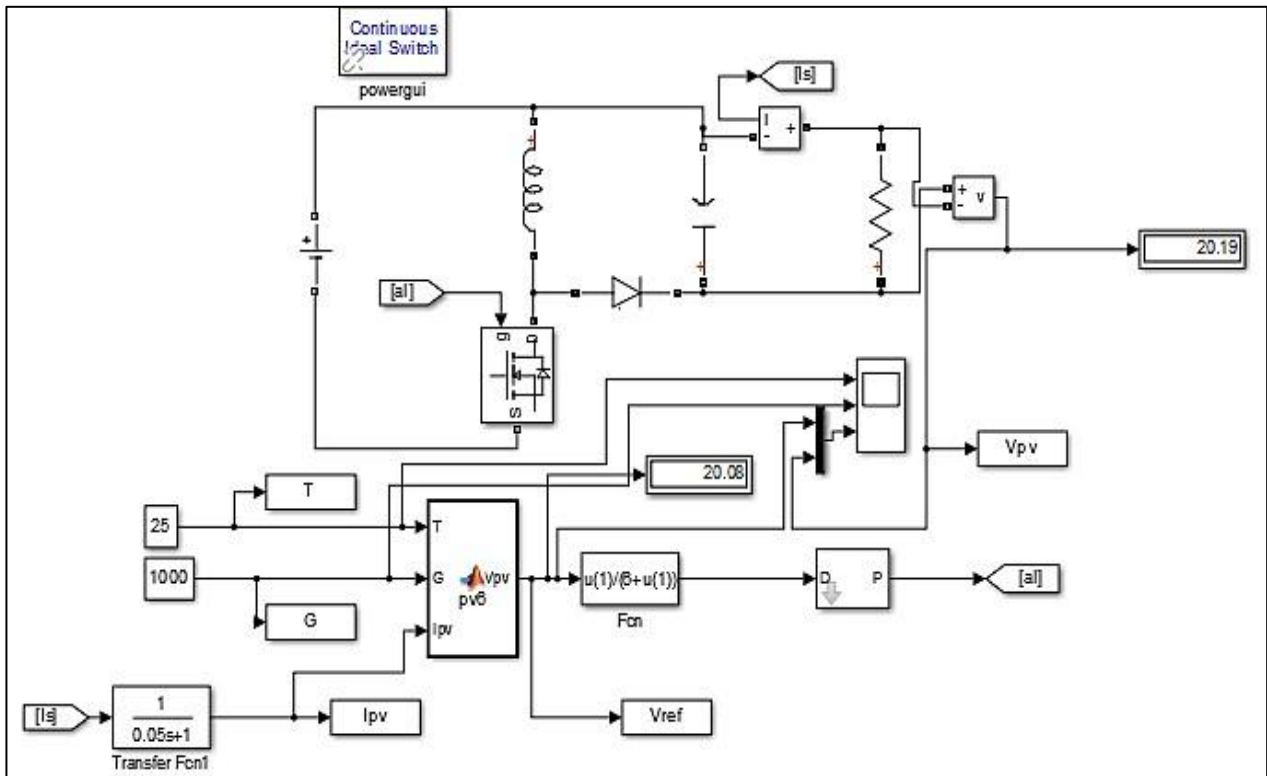 Continuous
Ideal Switch
powergui
[Is]
I
+
-
+
+
+
-
v
20.19
+
[al]
g
D
S
+
+
20.08
Vpv
T
25
T
1000
G
Vpv
pv6
G
Ipv
u(1)/(6+u(1))
Fcn
D
P
[al]
[Is]
1
0.05s+1
Transfer Fcn1
Ipv
Vref